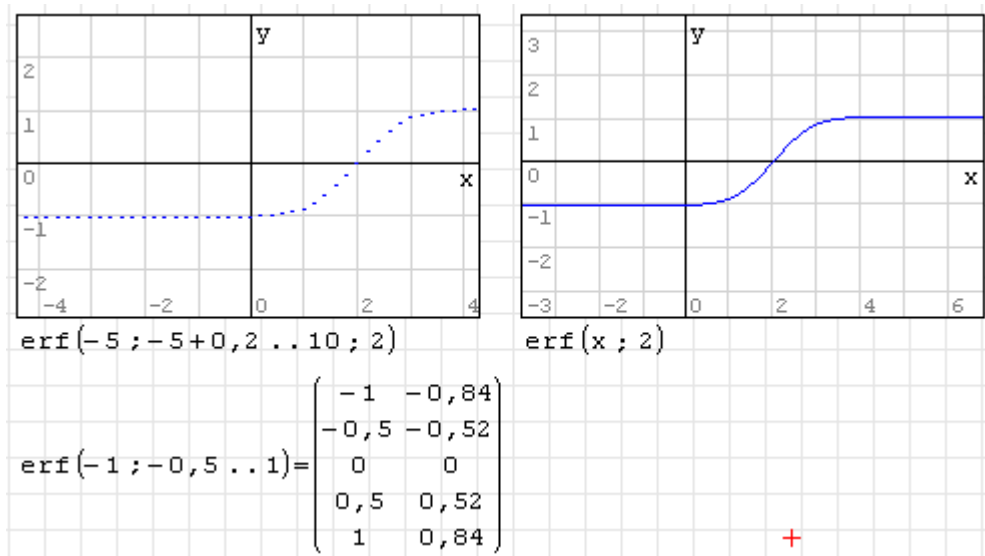 y
2
1
0
x
-1
-2
-4 -2 0 2 4
erf(-5 ; -5+0,2 .. 10 ; 2)
y
3
2
1
0
x
-1
-2
-3 -2 0 2 4 6
erf(x ; 2)
erf(-1 ; -0,5 .. 1)=
-1 -0,84
-0,5 -0,52
0 0
0,5 0,52
1 0,84